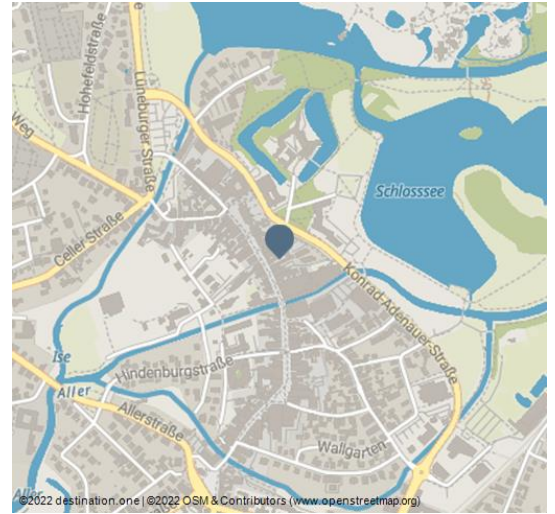 Hohefeldstraße
Lüneburger Straße
Weg
Schlosssee
Celler Straße
Konrad-Adenauer-Straße
Ise
Hindenburgstraße
Aller
Allerstraße
Wallgarten
Aller
©2022 destination.one | ©2022 OSM & Contributors (www.openstreetmap.org)